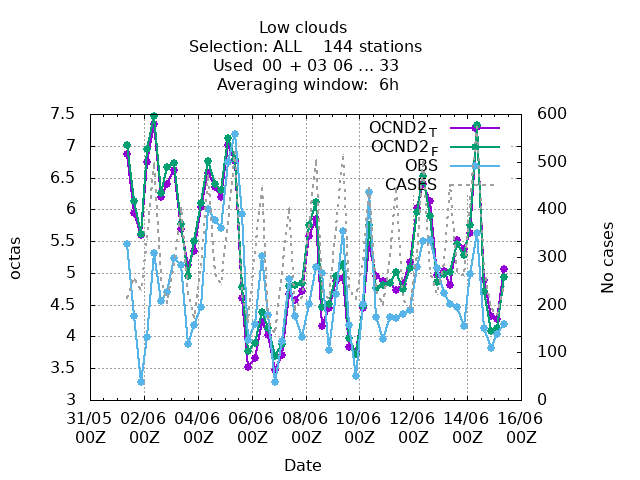 Low clouds
Selection: ALL    144 stations
Used  00 + 03 06 ... 33
Averaging window:  6h
octas
No cases
7.5
7
6.5
6
5.5
5
4.5
4
3.5
3
600
500
400
300
200
100
0
OCND2_T
OCND2_F
OBS
CASES
31/05 02/06 04/06 06/06 08/06 10/06 12/06 14/06 16/06
00Z 00Z 00Z 00Z 00Z 00Z 00Z 00Z 00Z
Date